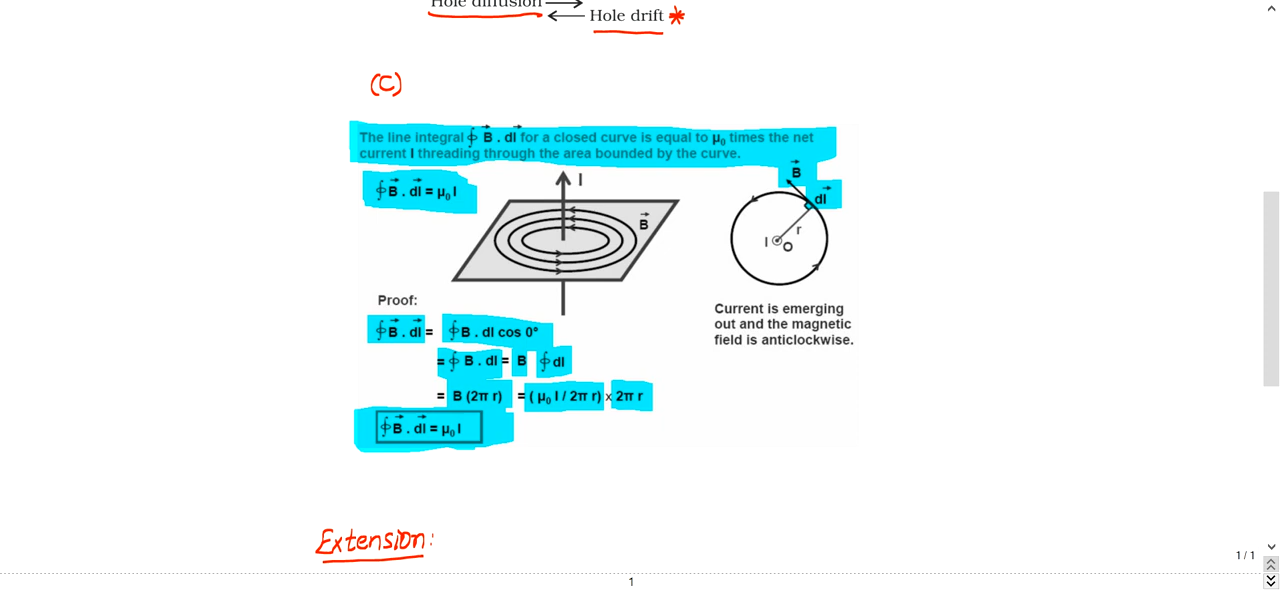 Hole diffusion ⟶
⟵ Hole drift *
(C)
The line integral ∮ B⃗ . dl⃗ for a closed curve is equal to μ₀ times the net
current I threading through the area bounded by the curve.
∮ B⃗ . dl⃗ = μ₀ I
I
B⃗
B⃗
dl⃗
r
I O
Proof:
∮ B⃗ . dl⃗ = ∮ B . dl cos 0°
= ∮ B . dl = B ∮ dl
= B (2π r) = ( μ₀ I / 2π r) x 2π r
∮ B⃗ . dl⃗ = μ₀ I
Current is emerging
out and the magnetic
field is anticlockwise.
Extension:
1 / 1
1